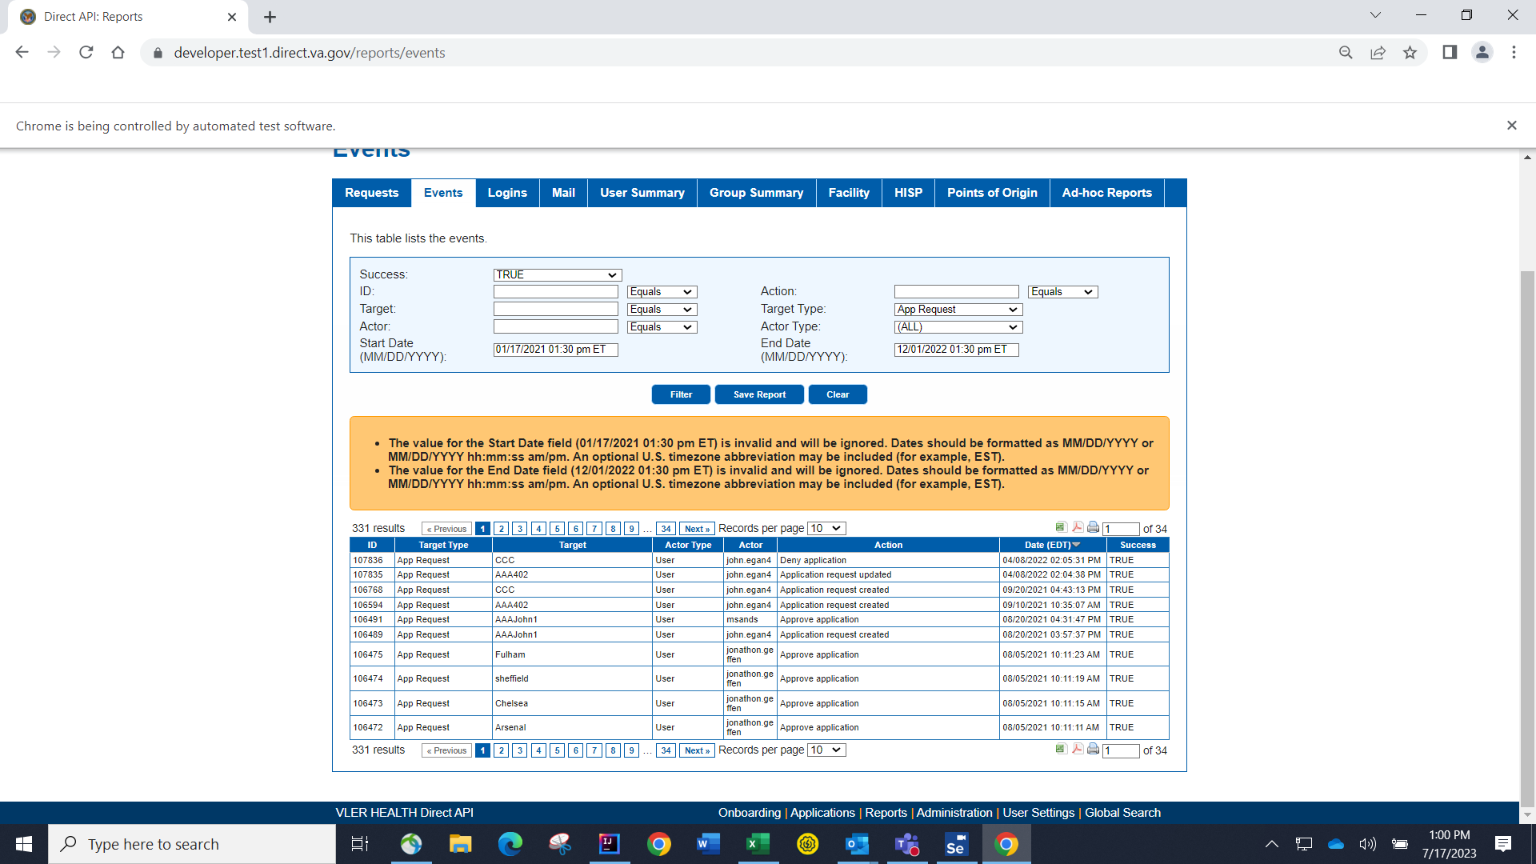 Direct API: Reports
developer.test1.direct.va.gov/reports/events
Chrome is being controlled by automated test software.
Events
Requests Events Logins Mail User Summary Group Summary Facility HISP Points of Origin Ad-hoc Reports
This table lists the events.
Success: TRUE
ID: Equals Action: Equals
Target: Equals Target Type: App Request
Actor: Equals Actor Type: (ALL)
Start Date End Date
(MM/DD/YYYY): 01/17/2021 01:30 pm ET (MM/DD/YYYY): 12/01/2022 01:30 pm ET
Filter Save Report Clear
• The value for the Start Date field (01/17/2021 01:30 pm ET) is invalid and will be ignored. Dates should be formatted as MM/DD/YYYY or
MM/DD/YYYY hh:mm:ss am/pm. An optional U.S. timezone abbreviation may be included (for example, EST).
• The value for the End Date field (12/01/2022 01:30 pm ET) is invalid and will be ignored. Dates should be formatted as MM/DD/YYYY or
MM/DD/YYYY hh:mm:ss am/pm. An optional U.S. timezone abbreviation may be included (for example, EST).
331 results « Previous 1 2 3 4 5 6 7 8 9 ... 34 Next » Records per page 10 1 of 34
ID Target Type Target Actor Type Actor Action Date (EDT) Success
107836 App Request CCC User john.egan4 Deny application 04/08/2022 02:05:31 PM TRUE
107835 App Request AAA402 User john.egan4 Application request updated 04/08/2022 02:04:38 PM TRUE
106768 App Request CCC User john.egan4 Application request created 09/20/2021 04:43:13 PM TRUE
106594 App Request AAA402 User john.egan4 Application request created 09/10/2021 10:35:07 AM TRUE
106491 App Request AAAJohn1 User msands Approve application 08/20/2021 04:31:47 PM TRUE
106489 App Request AAAJohn1 User john.egan4 Application request created 08/20/2021 03:57:37 PM TRUE
106475 App Request Fulham User jonathon.geffen Approve application 08/05/2021 10:11:23 AM TRUE
106474 App Request sheffield User jonathon.geffen Approve application 08/05/2021 10:11:19 AM TRUE
106473 App Request Chelsea User jonathon.geffen Approve application 08/05/2021 10:11:15 AM TRUE
106472 App Request Arsenal User jonathon.geffen Approve application 08/05/2021 10:11:11 AM TRUE
331 results « Previous 1 2 3 4 5 6 7 8 9 ... 34 Next » Records per page 10 1 of 34
VLER HEALTH Direct API Onboarding | Applications | Reports | Administration | User Settings | Global Search
Type here to search
1:00 PM
7/17/2023